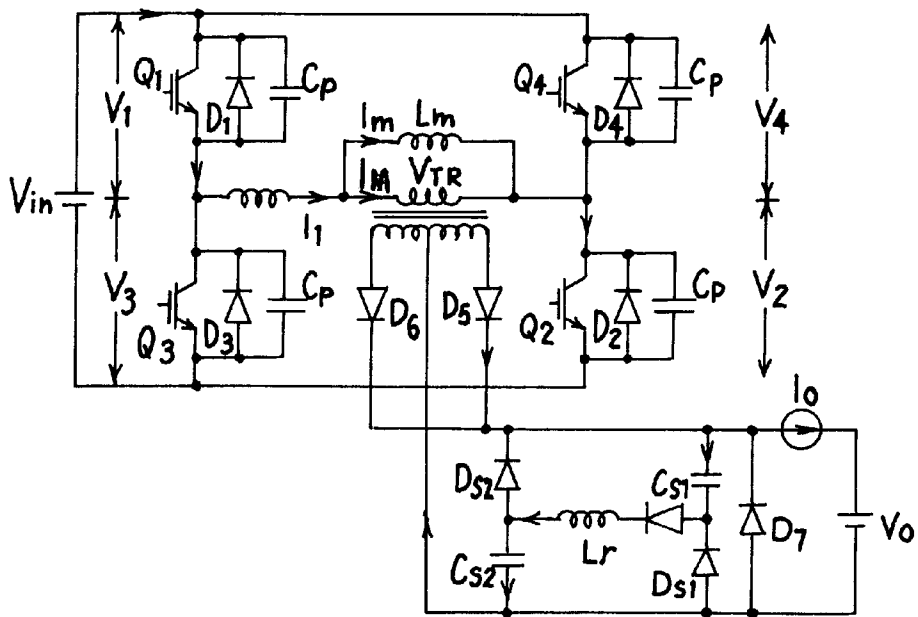 Q1
D1
Cp
V1
Q4
D4
Cp
V4
Im
Lm
IM
VTR
Vin
I1
V3
Q3
D3
Cp
D6
D5
Q2
D2
Cp
V2
Io
DS2
CS1
Lr
CS2
DS1
D7
Vo